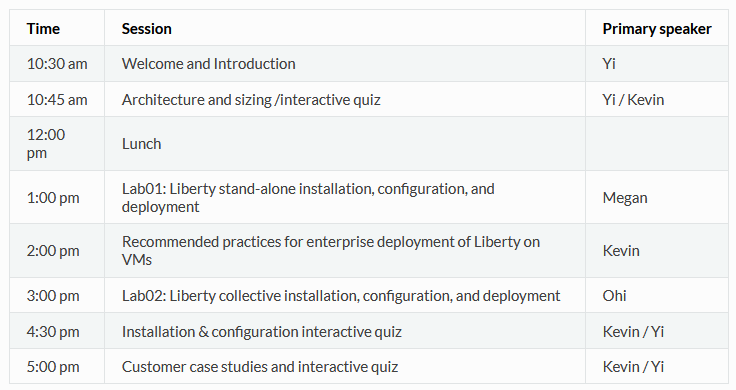 Time Session Primary speaker
10:30 am Welcome and Introduction Yi
10:45 am Architecture and sizing /interactive quiz Yi / Kevin
12:00
pm Lunch
1:00 pm Lab01: Liberty stand-alone installation, configuration, and
deployment Megan
2:00 pm Recommended practices for enterprise deployment of Liberty on
VMs Kevin
3:00 pm Lab02: Liberty collective installation, configuration, and deployment Ohi
4:30 pm Installation & configuration interactive quiz Kevin / Yi
5:00 pm Customer case studies and interactive quiz Kevin / Yi